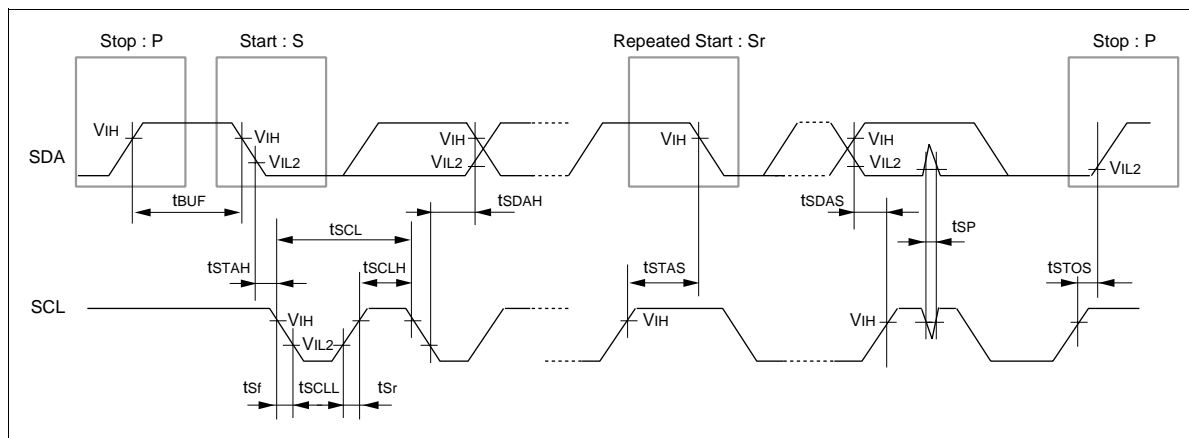 Stop : P
Start : S
Repeated Start : Sr
Stop : P
SDA
VIH
VIH
VIL2
VIH
VIL2
VIH
VIH
VIL2
VIL2
tBUF
tSDAH
tSDAS
tSP
tSCL
tSTAH
tSCLH
tSTAS
tSTOS
SCL
VIH
VIL2
VIH
VIH
tSf
tSCLL
tSr